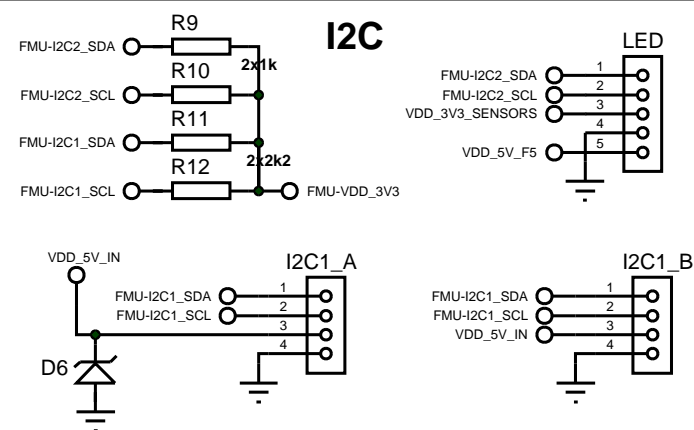 I2C
R9
FMU-I2C2_SDA
2x1k
R10
FMU-I2C2_SCL
R11
FMU-I2C1_SDA
2x2k2
R12
FMU-I2C1_SCL
FMU-VDD_3V3
LED
FMU-I2C2_SDA 1
FMU-I2C2_SCL 2
VDD_3V3_SENSORS 3
4
VDD_5V_F5 5
VDD_5V_IN
D6
I2C1_A
FMU-I2C1_SDA 1
FMU-I2C1_SCL 2
3
4
I2C1_B
FMU-I2C1_SDA 1
FMU-I2C1_SCL 2
VDD_5V_IN 3
4